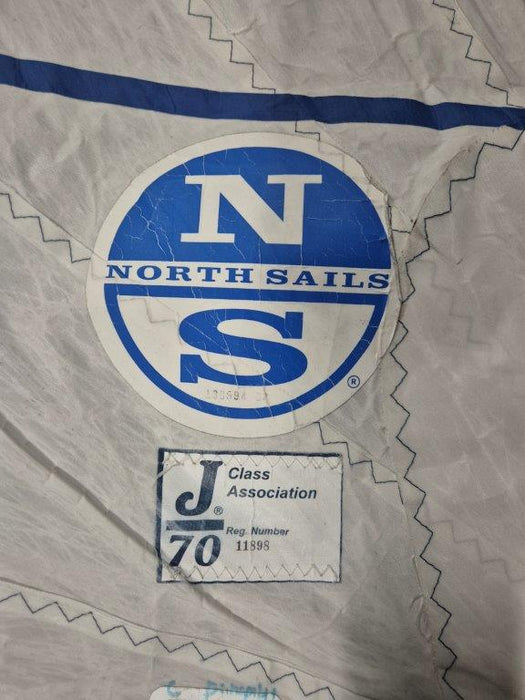 N
NORTH SAILS
S
®
J®
70
Class
Association
Reg. Number
11898